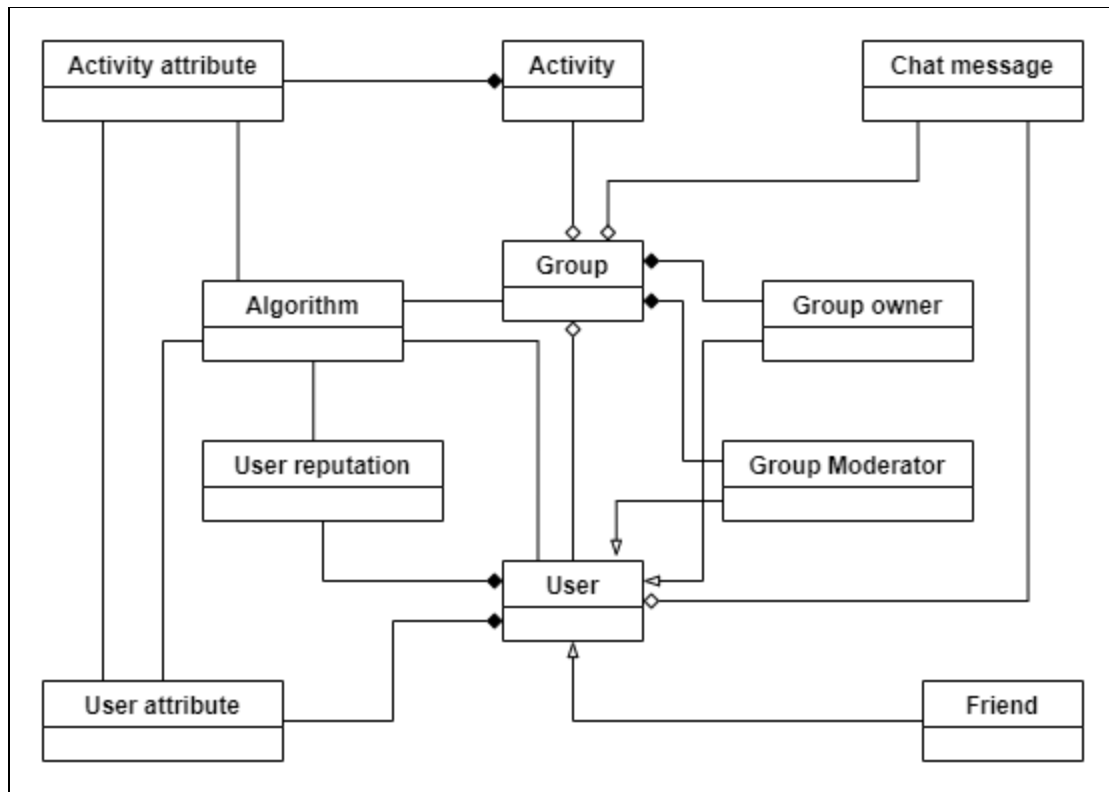 Activity attribute
Activity
Chat message
Group
Algorithm
Group owner
User reputation
Group Moderator
User
User attribute
Friend